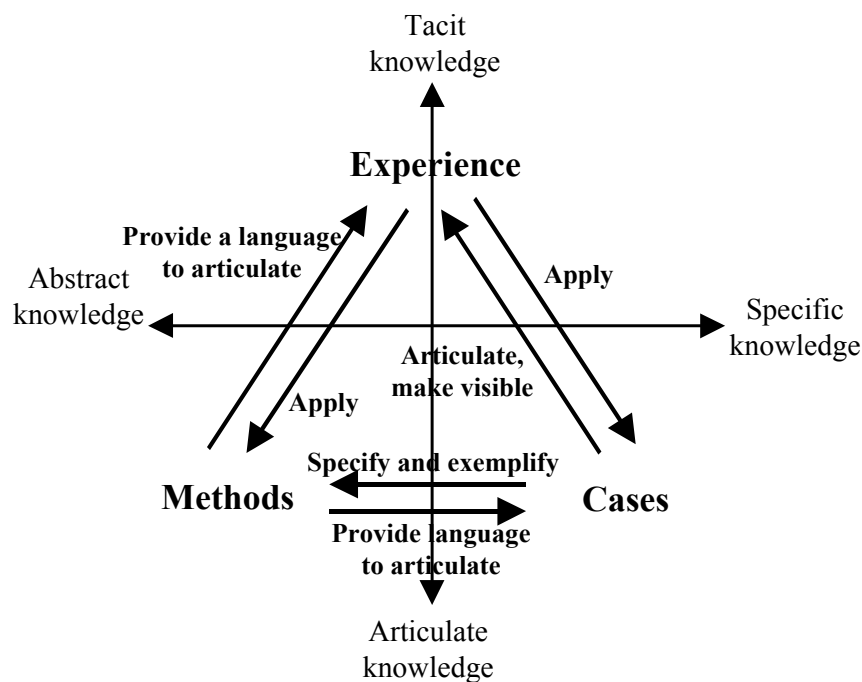 Tacit
knowledge
Experience
Provide a language
to articulate
Apply
Abstract
knowledge
Specific
knowledge
Articulate,
make visible
Apply
Specify and exemplify
Methods
Cases
Provide language
to articulate
Articulate
knowledge